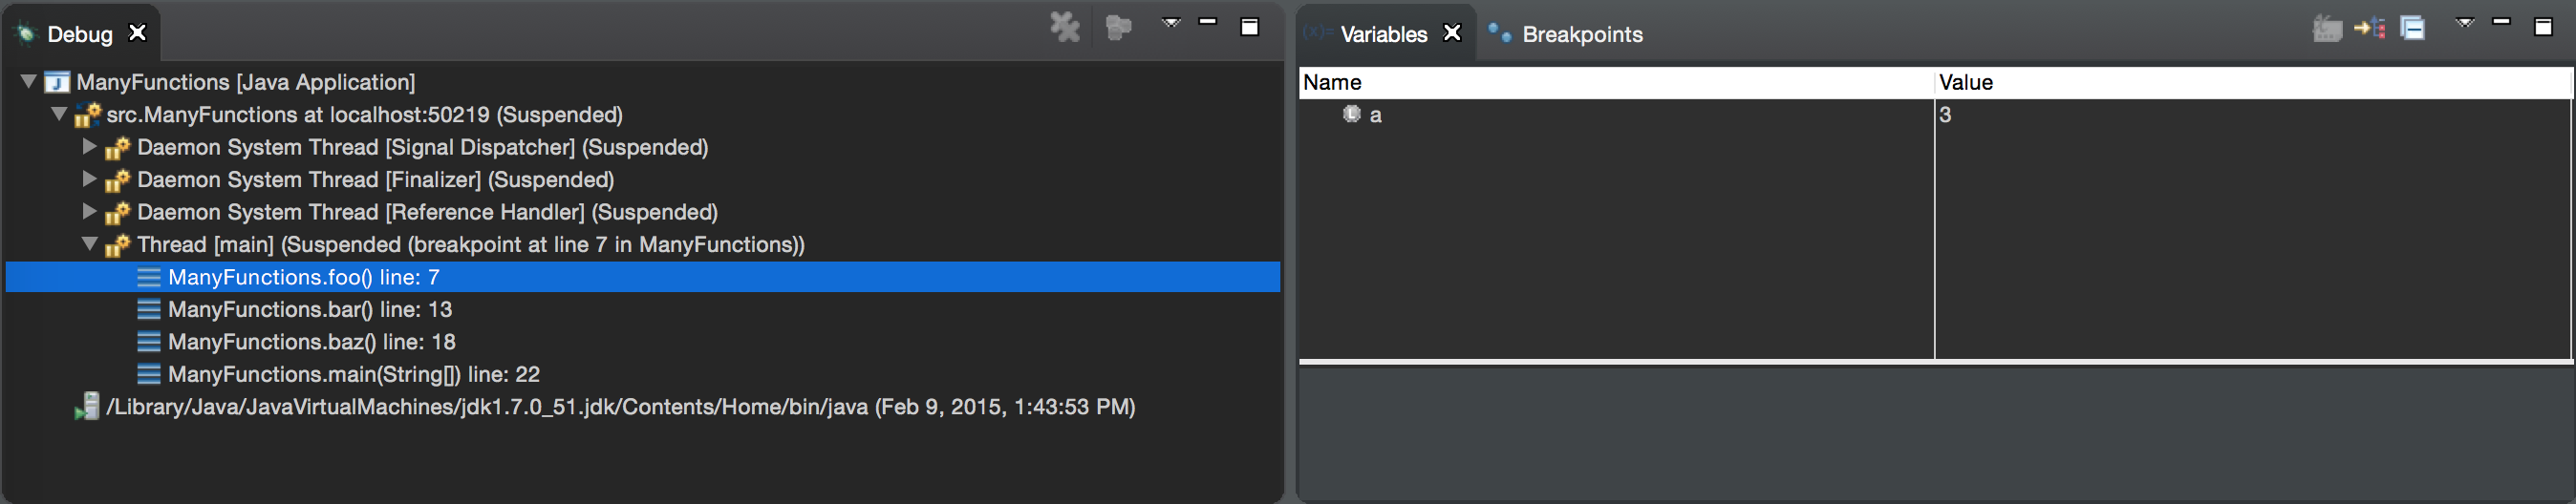 Debug
ManyFunctions [Java Application]
src.ManyFunctions at localhost:50219 (Suspended)
Daemon System Thread [Signal Dispatcher] (Suspended)
Daemon System Thread [Finalizer] (Suspended)
Daemon System Thread [Reference Handler] (Suspended)
Thread [main] (Suspended (breakpoint at line 7 in ManyFunctions))
ManyFunctions.foo() line: 7
ManyFunctions.bar() line: 13
ManyFunctions.baz() line: 18
ManyFunctions.main(String[]) line: 22
/Library/Java/JavaVirtualMachines/jdk1.7.0_51.jdk/Contents/Home/bin/java (Feb 9, 2015, 1:43:53 PM)
(x)= Variables Breakpoints
Name Value
a 3